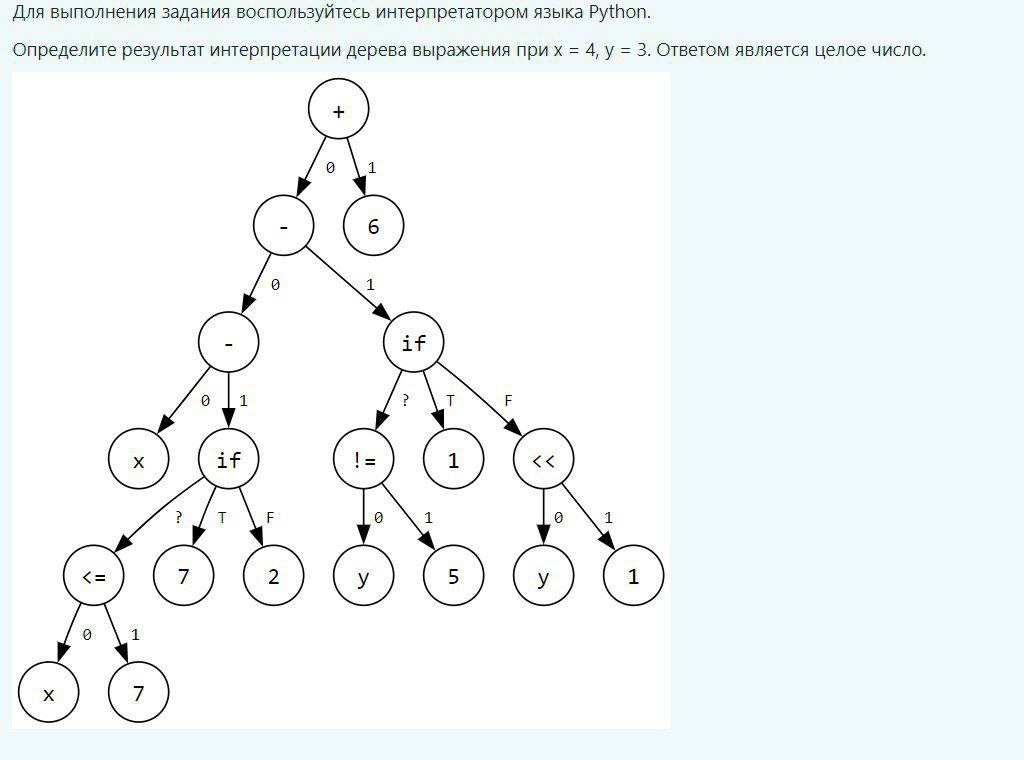 Для выполнения задания воспользуйтесь интерпретатором языка Python.
Определите результат интерпретации дерева выражения при x = 4, y = 3. Ответом является целое число.
+
0 1
- 6
0 1
- if
0 1 ? T F
x if != 1 <<
? T F 0 1 0 1
<= 7 2 y 5 y 1
0 1
x 7